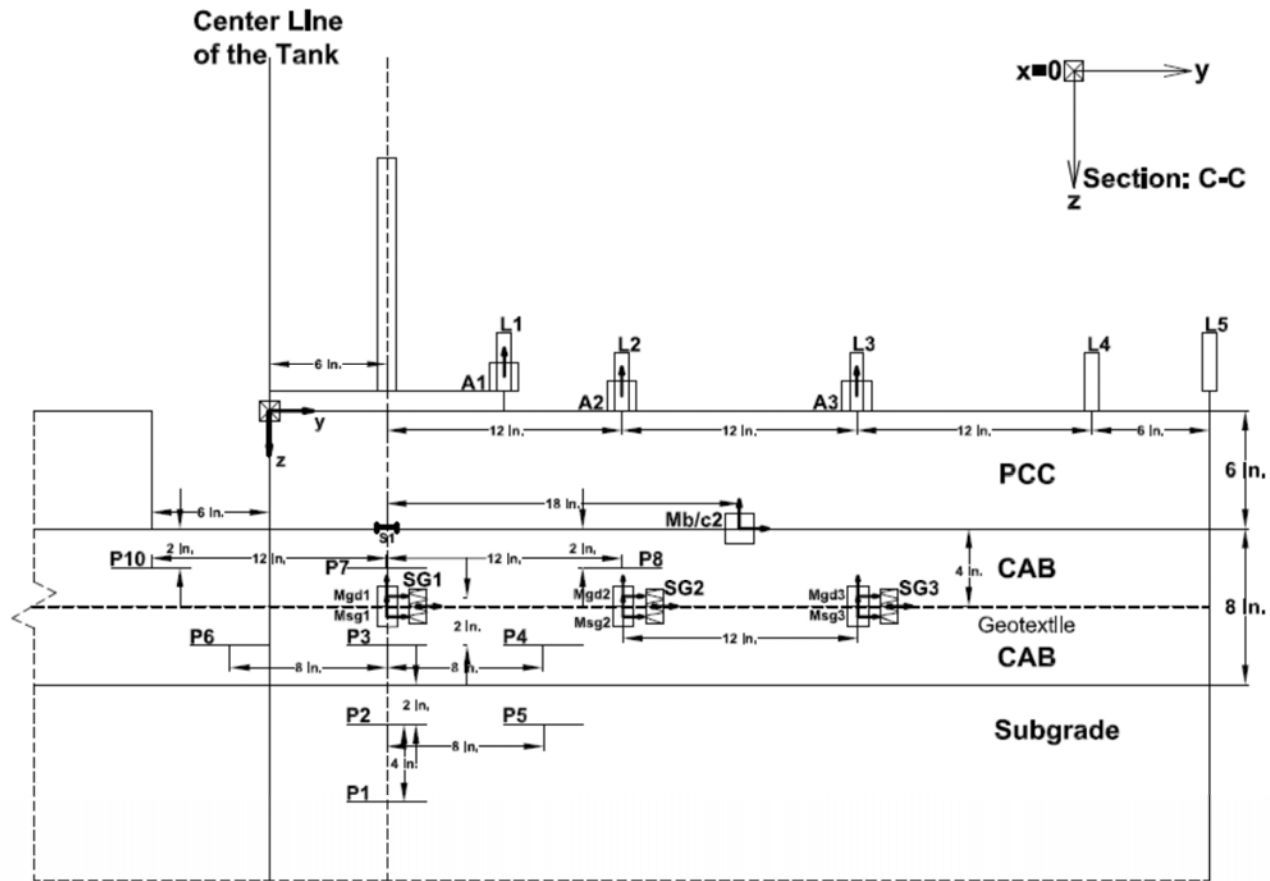 Center Line
of the Tank
x=0
y
Section: C-C
z
L1
L2
L3
L4
L5
6 In.
A1
A2
A3
y
z
12 In.
12 In.
12 In.
6 In.
PCC
6 In.
18 In.
Mb/c2
6 In.
S1
2 In.
12 In.
12 In.
2 In.
4 In.
CAB
8 In.
P10
P7
P8
SG1
SG2
SG3
Mgd1
Mgd2
Mgd3
Msg1
Msg2
Msg3
Geotextile
2 In.
12 In.
CAB
P6
P3
P4
8 In.
8 In.
2 In.
P2
P5
Subgrade
8 In.
4 In.
P1